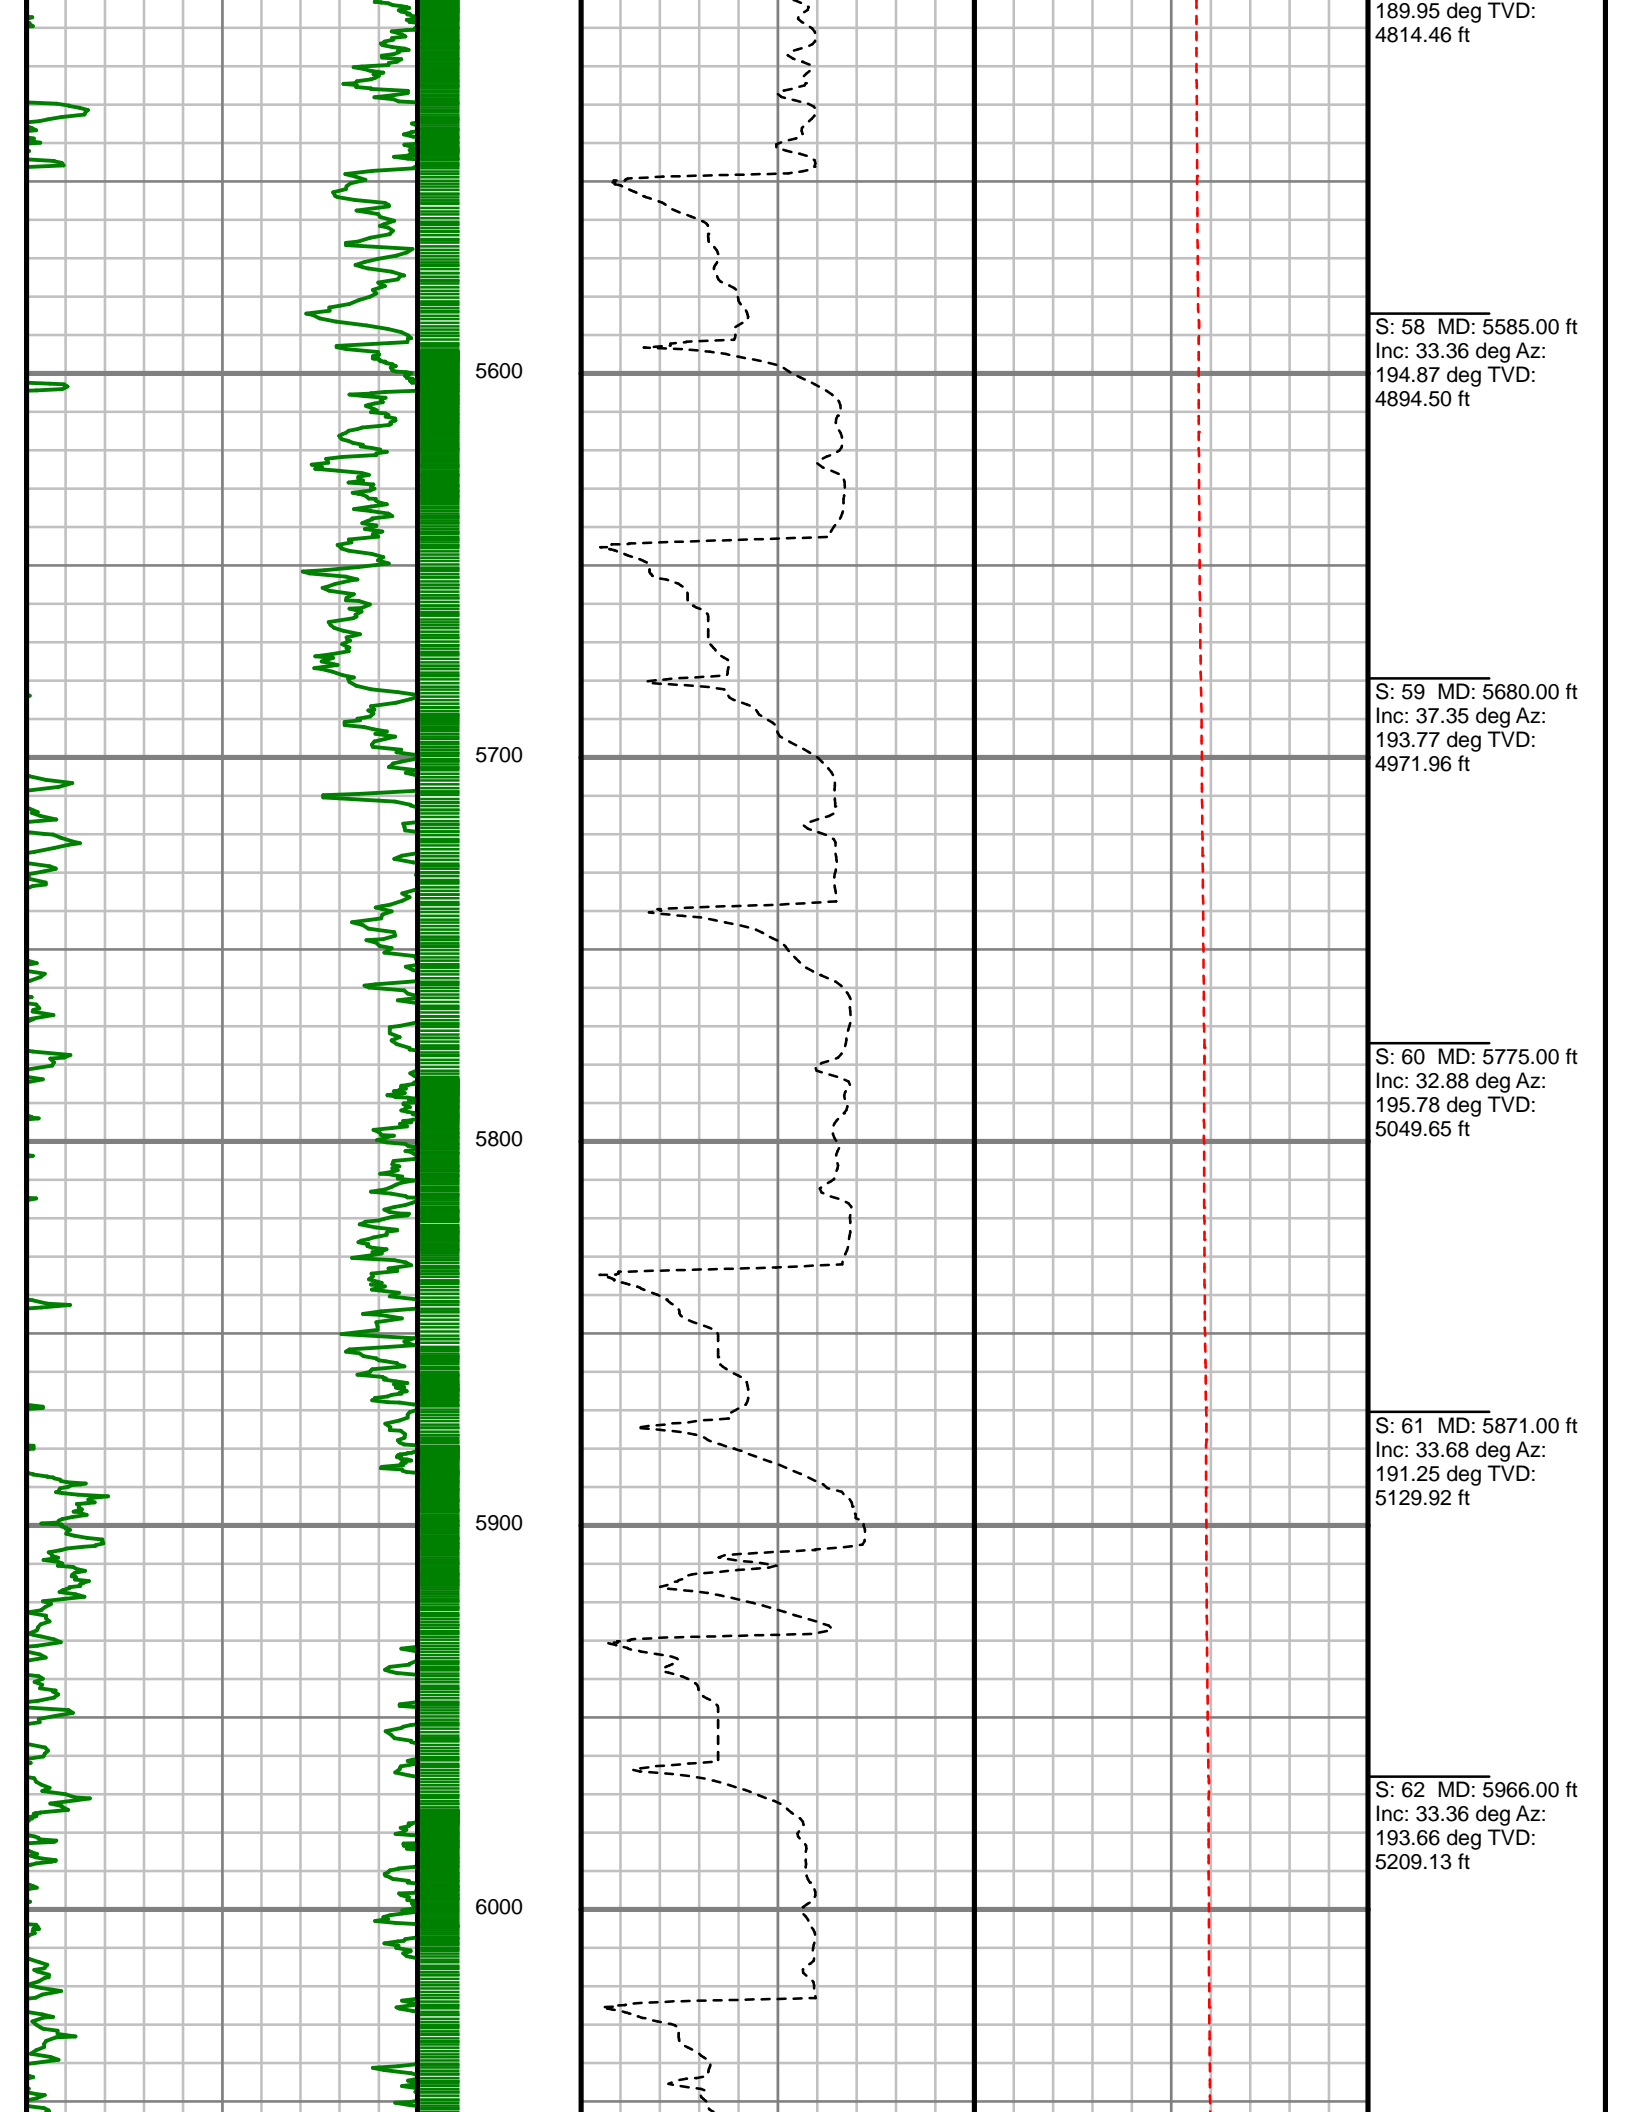 189.95 deg TVD:
4814.46 ft
S: 58 MD: 5585.00 ft
Inc: 33.36 deg Az:
194.87 deg TVD:
4894.50 ft
5600
S: 59 MD: 5680.00 ft
Inc: 37.35 deg Az:
193.77 deg TVD:
4971.96 ft
5700
S: 60 MD: 5775.00 ft
Inc: 32.88 deg Az:
195.78 deg TVD:
5049.65 ft
5800
S: 61 MD: 5871.00 ft
Inc: 33.68 deg Az:
191.25 deg TVD:
5129.92 ft
5900
S: 62 MD: 5966.00 ft
Inc: 33.36 deg Az:
193.66 deg TVD:
5209.13 ft
6000